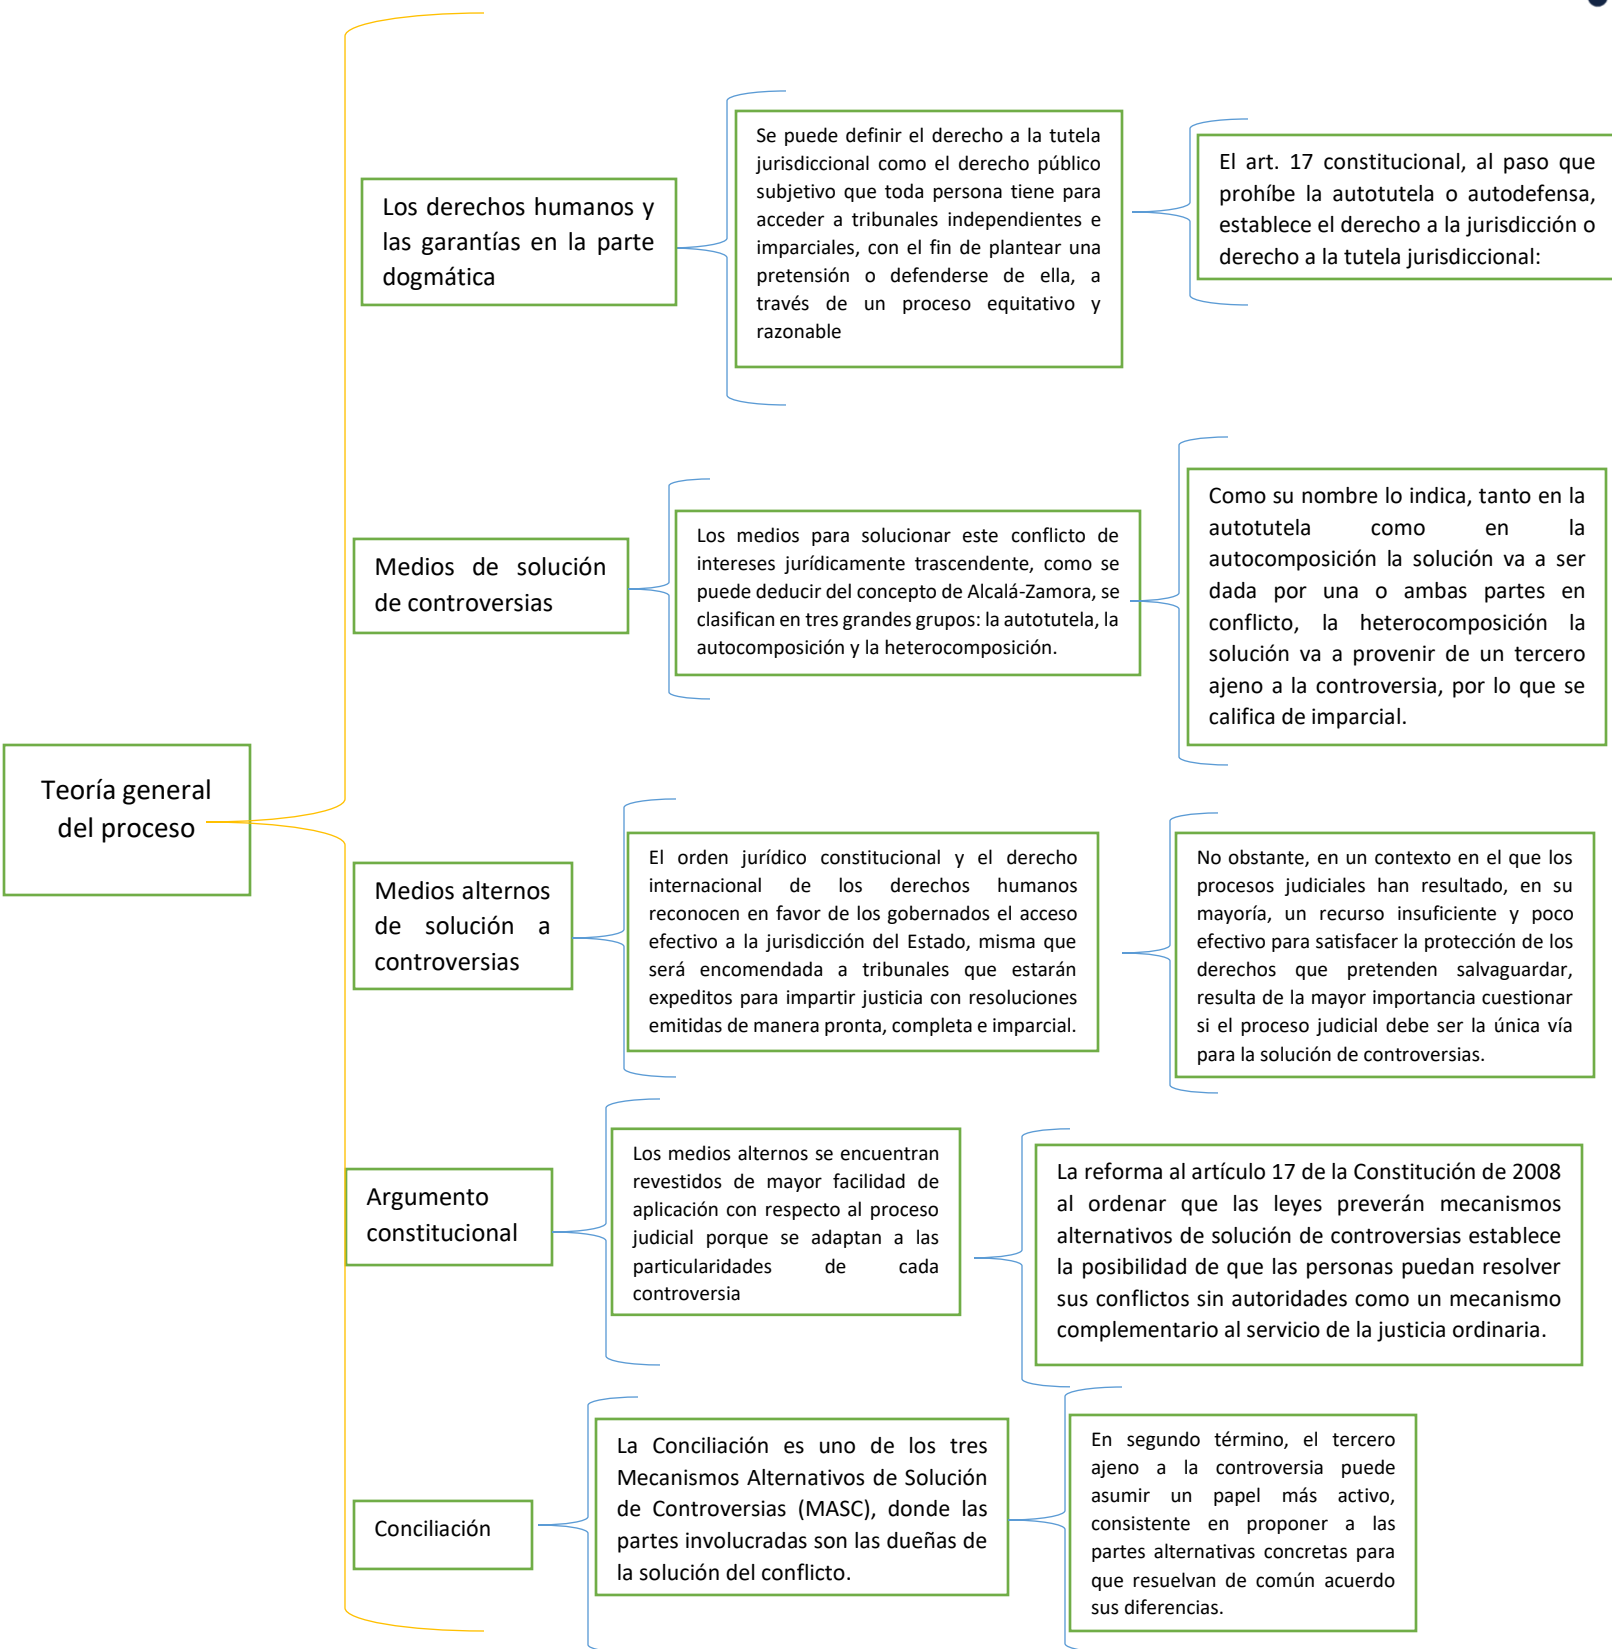 Teoría general
del proceso
Los derechos humanos y
las garantías en la parte
dogmática
Se puede definir el derecho a la tutela
jurisdiccional como el derecho público
subjetivo que toda persona tiene para
acceder a tribunales independientes e
imparciales, con el fin de plantear una
pretensión o defenderse de ella, a
través de un proceso equitativo y
razonable
El art. 17 constitucional, al paso que
prohíbe la autotutela o autodefensa,
establece el derecho a la jurisdicción o
derecho a la tutela jurisdiccional:
Medios de solución
de controversias
Los medios para solucionar este conflicto de
intereses jurídicamente trascendente, como se
puede deducir del concepto de Alcalá-Zamora, se
clasifican en tres grandes grupos: la autotutela, la
autocomposición y la heterocomposición.
Como su nombre lo indica, tanto en la
autotutela como en la
autocomposición la solución va a ser
dada por una o ambas partes en
conflicto, la heterocomposición la
solución va a provenir de un tercero
ajeno a la controversia, por lo que se
califica de imparcial.
Medios alternos
de solución a
controversias
El orden jurídico constitucional y el derecho
internacional de los derechos humanos
reconocen en favor de los gobernados el acceso
efectivo a la jurisdicción del Estado, misma que
será encomendada a tribunales que estarán
expeditos para impartir justicia con resoluciones
emitidas de manera pronta, completa e imparcial.
No obstante, en un contexto en el que los
procesos judiciales han resultado, en su
mayoría, un recurso insuficiente y poco
efectivo para satisfacer la protección de los
derechos que pretenden salvaguardar,
resulta de la mayor importancia cuestionar
si el proceso judicial debe ser la única vía
para la solución de controversias.
Argumento
constitucional
Los medios alternos se encuentran
revestidos de mayor facilidad de
aplicación con respecto al proceso
judicial porque se adaptan a las
particularidades de cada
controversia
La reforma al artículo 17 de la Constitución de 2008
al ordenar que las leyes preverán mecanismos
alternativos de solución de controversias establece
la posibilidad de que las personas puedan resolver
sus conflictos sin autoridades como un mecanismo
complementario al servicio de la justicia ordinaria.
Conciliación
La Conciliación es uno de los tres
Mecanismos Alternativos de Solución
de Controversias (MASC), donde las
partes involucradas son las dueñas de
la solución del conflicto.
En segundo término, el tercero
ajeno a la controversia puede
asumir un papel más activo,
consistente en proponer a las
partes alternativas concretas para
que resuelvan de común acuerdo
sus diferencias.